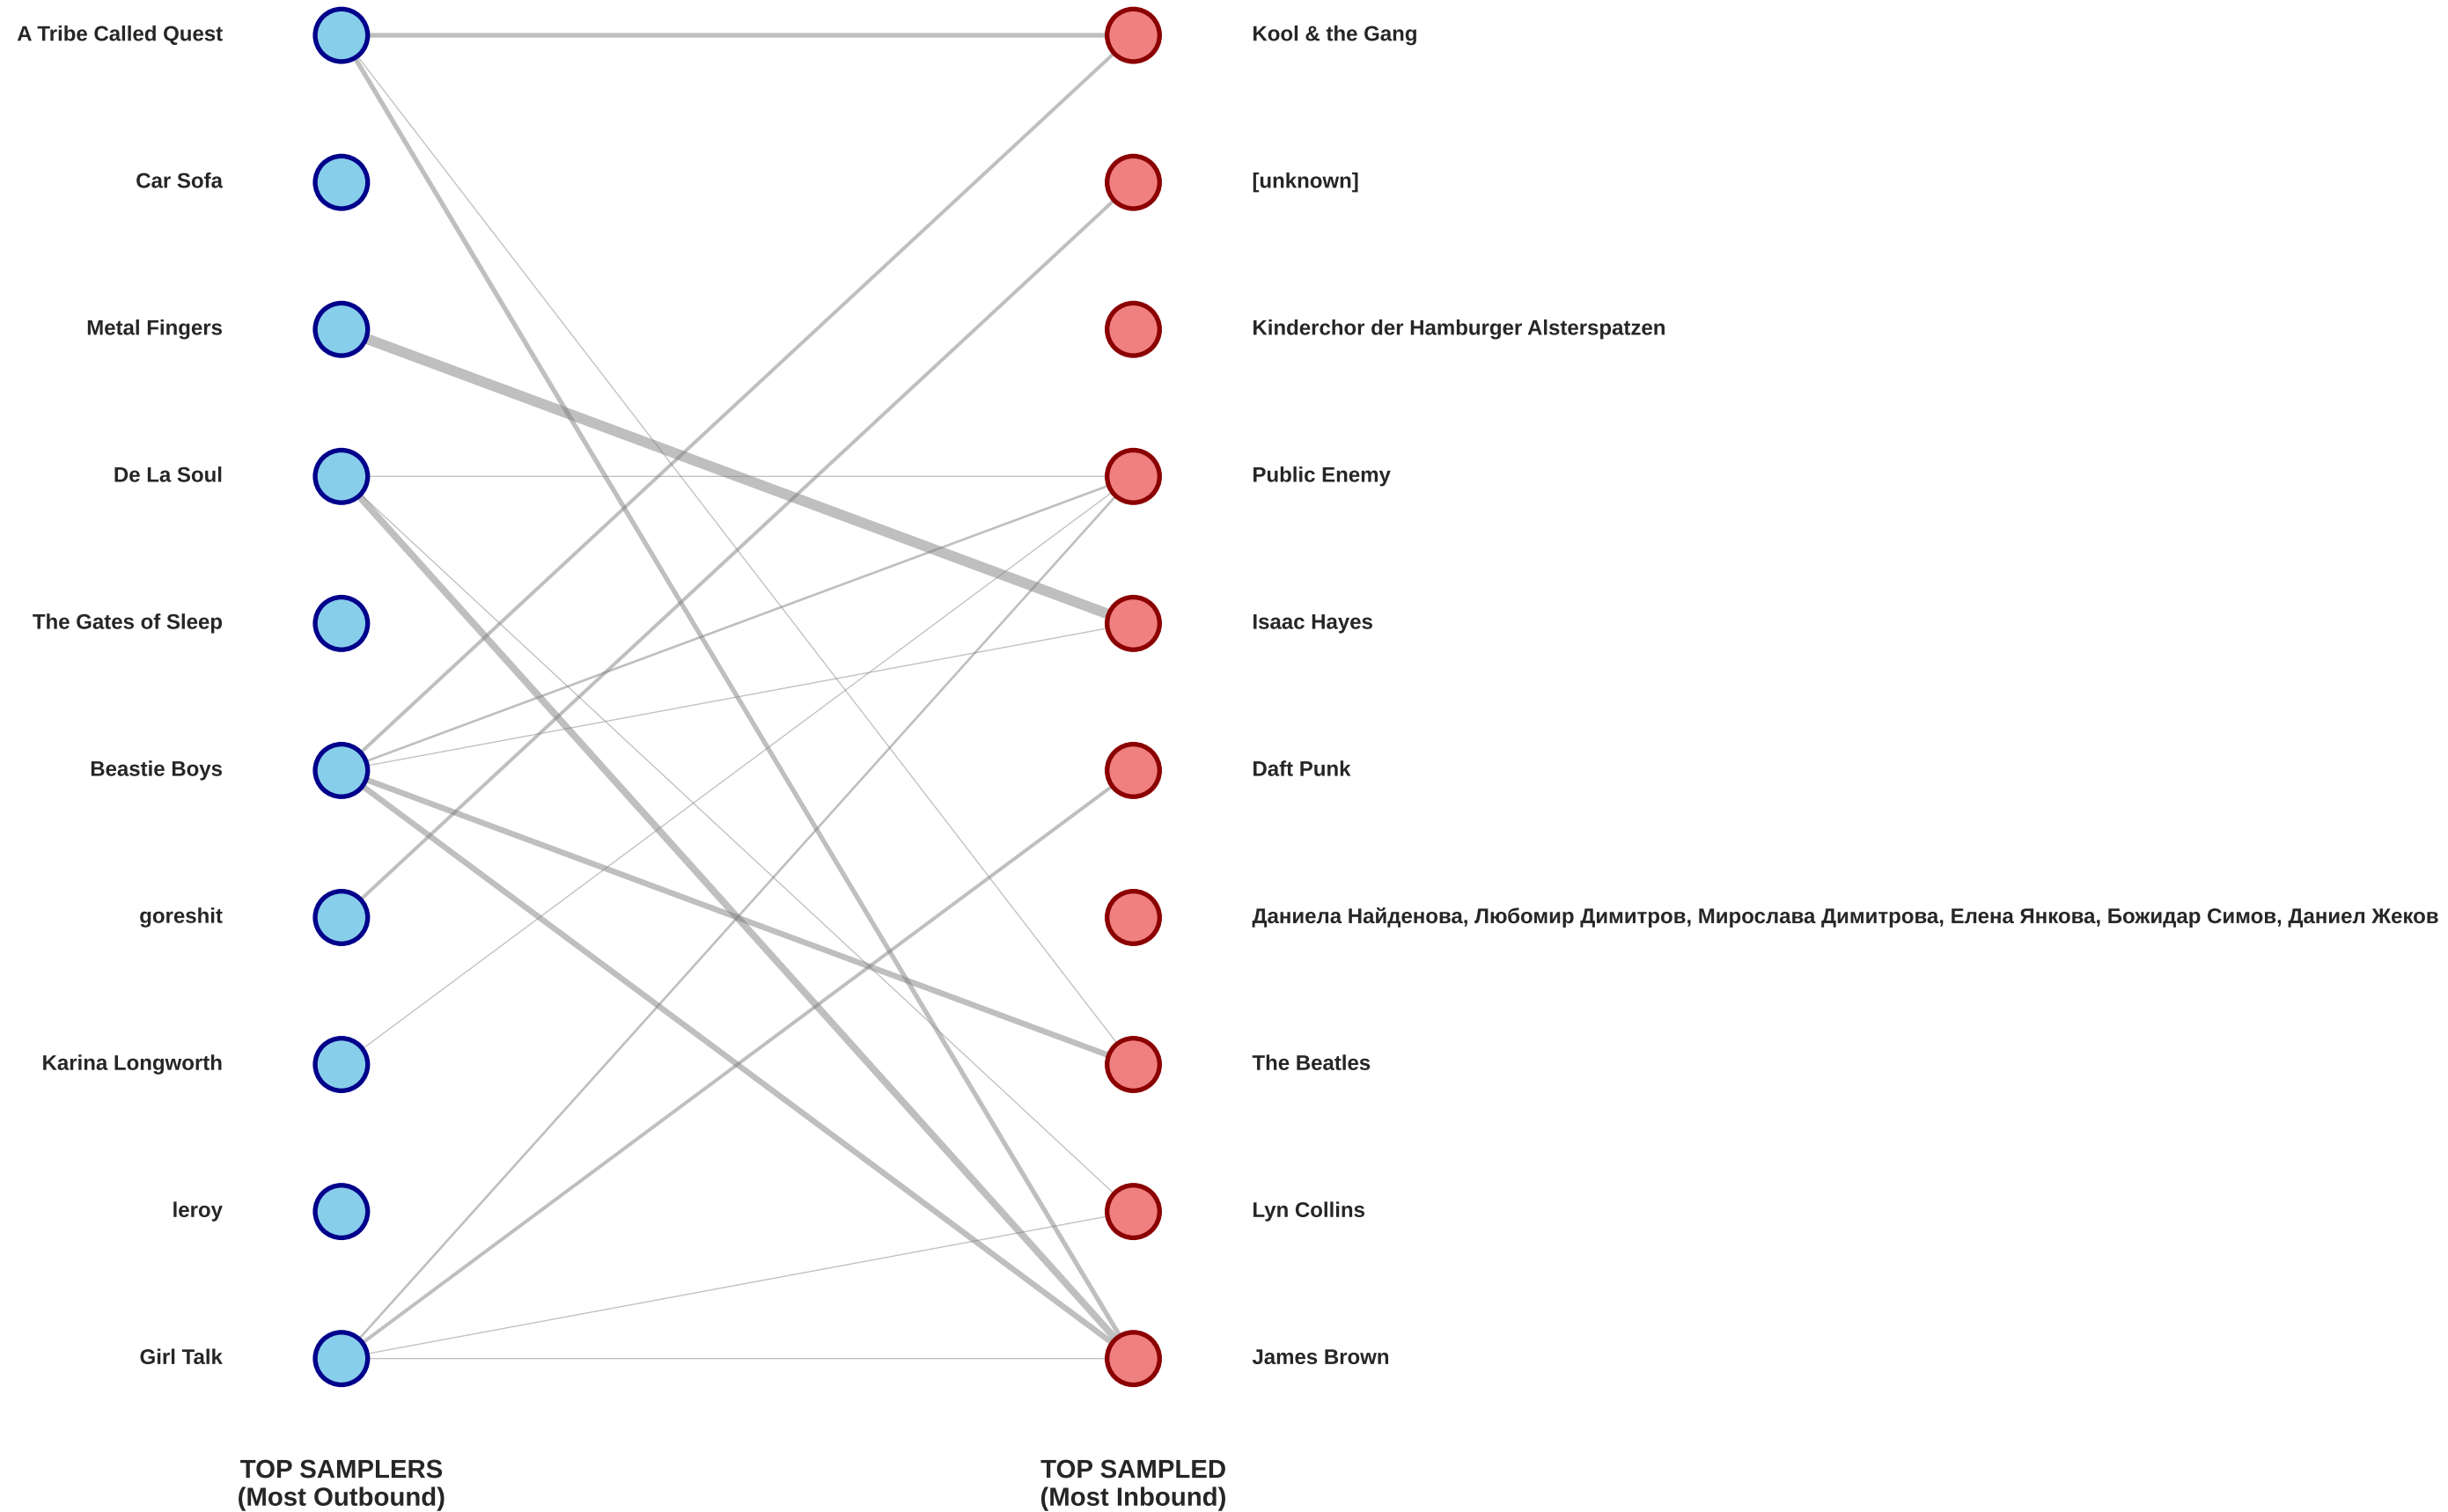 A Tribe Called Quest
Kool & the Gang
Car Sofa
[unknown]
Metal Fingers
Kinderchor der Hamburger Alsterspatzen
De La Soul
Public Enemy
The Gates of Sleep
Isaac Hayes
Beastie Boys
Daft Punk
goreshit
Даниела Найденова, Любомир Димитров, Мирослава Димитрова, Елена Янкова, Божидар Симов, Даниел Жеков
Karina Longworth
The Beatles
leroy
Lyn Collins
Girl Talk
James Brown
TOP SAMPLERS
(Most Outbound)
TOP SAMPLED
(Most Inbound)